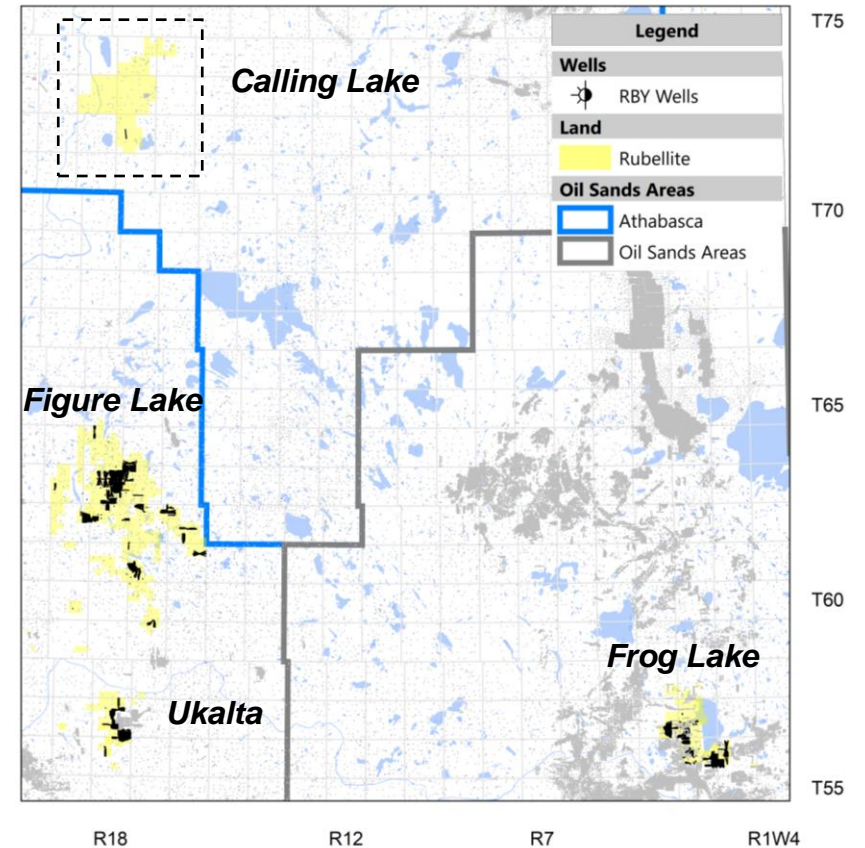 T75
Legend
Wells
RBY Wells
Land
Rubellite
Oil Sands Areas
Athabasca
Oil Sands Areas
Calling Lake
T70
Figure Lake
T65
T60
Frog Lake
Ukalta
T55
R18
R12
R7
R1W4